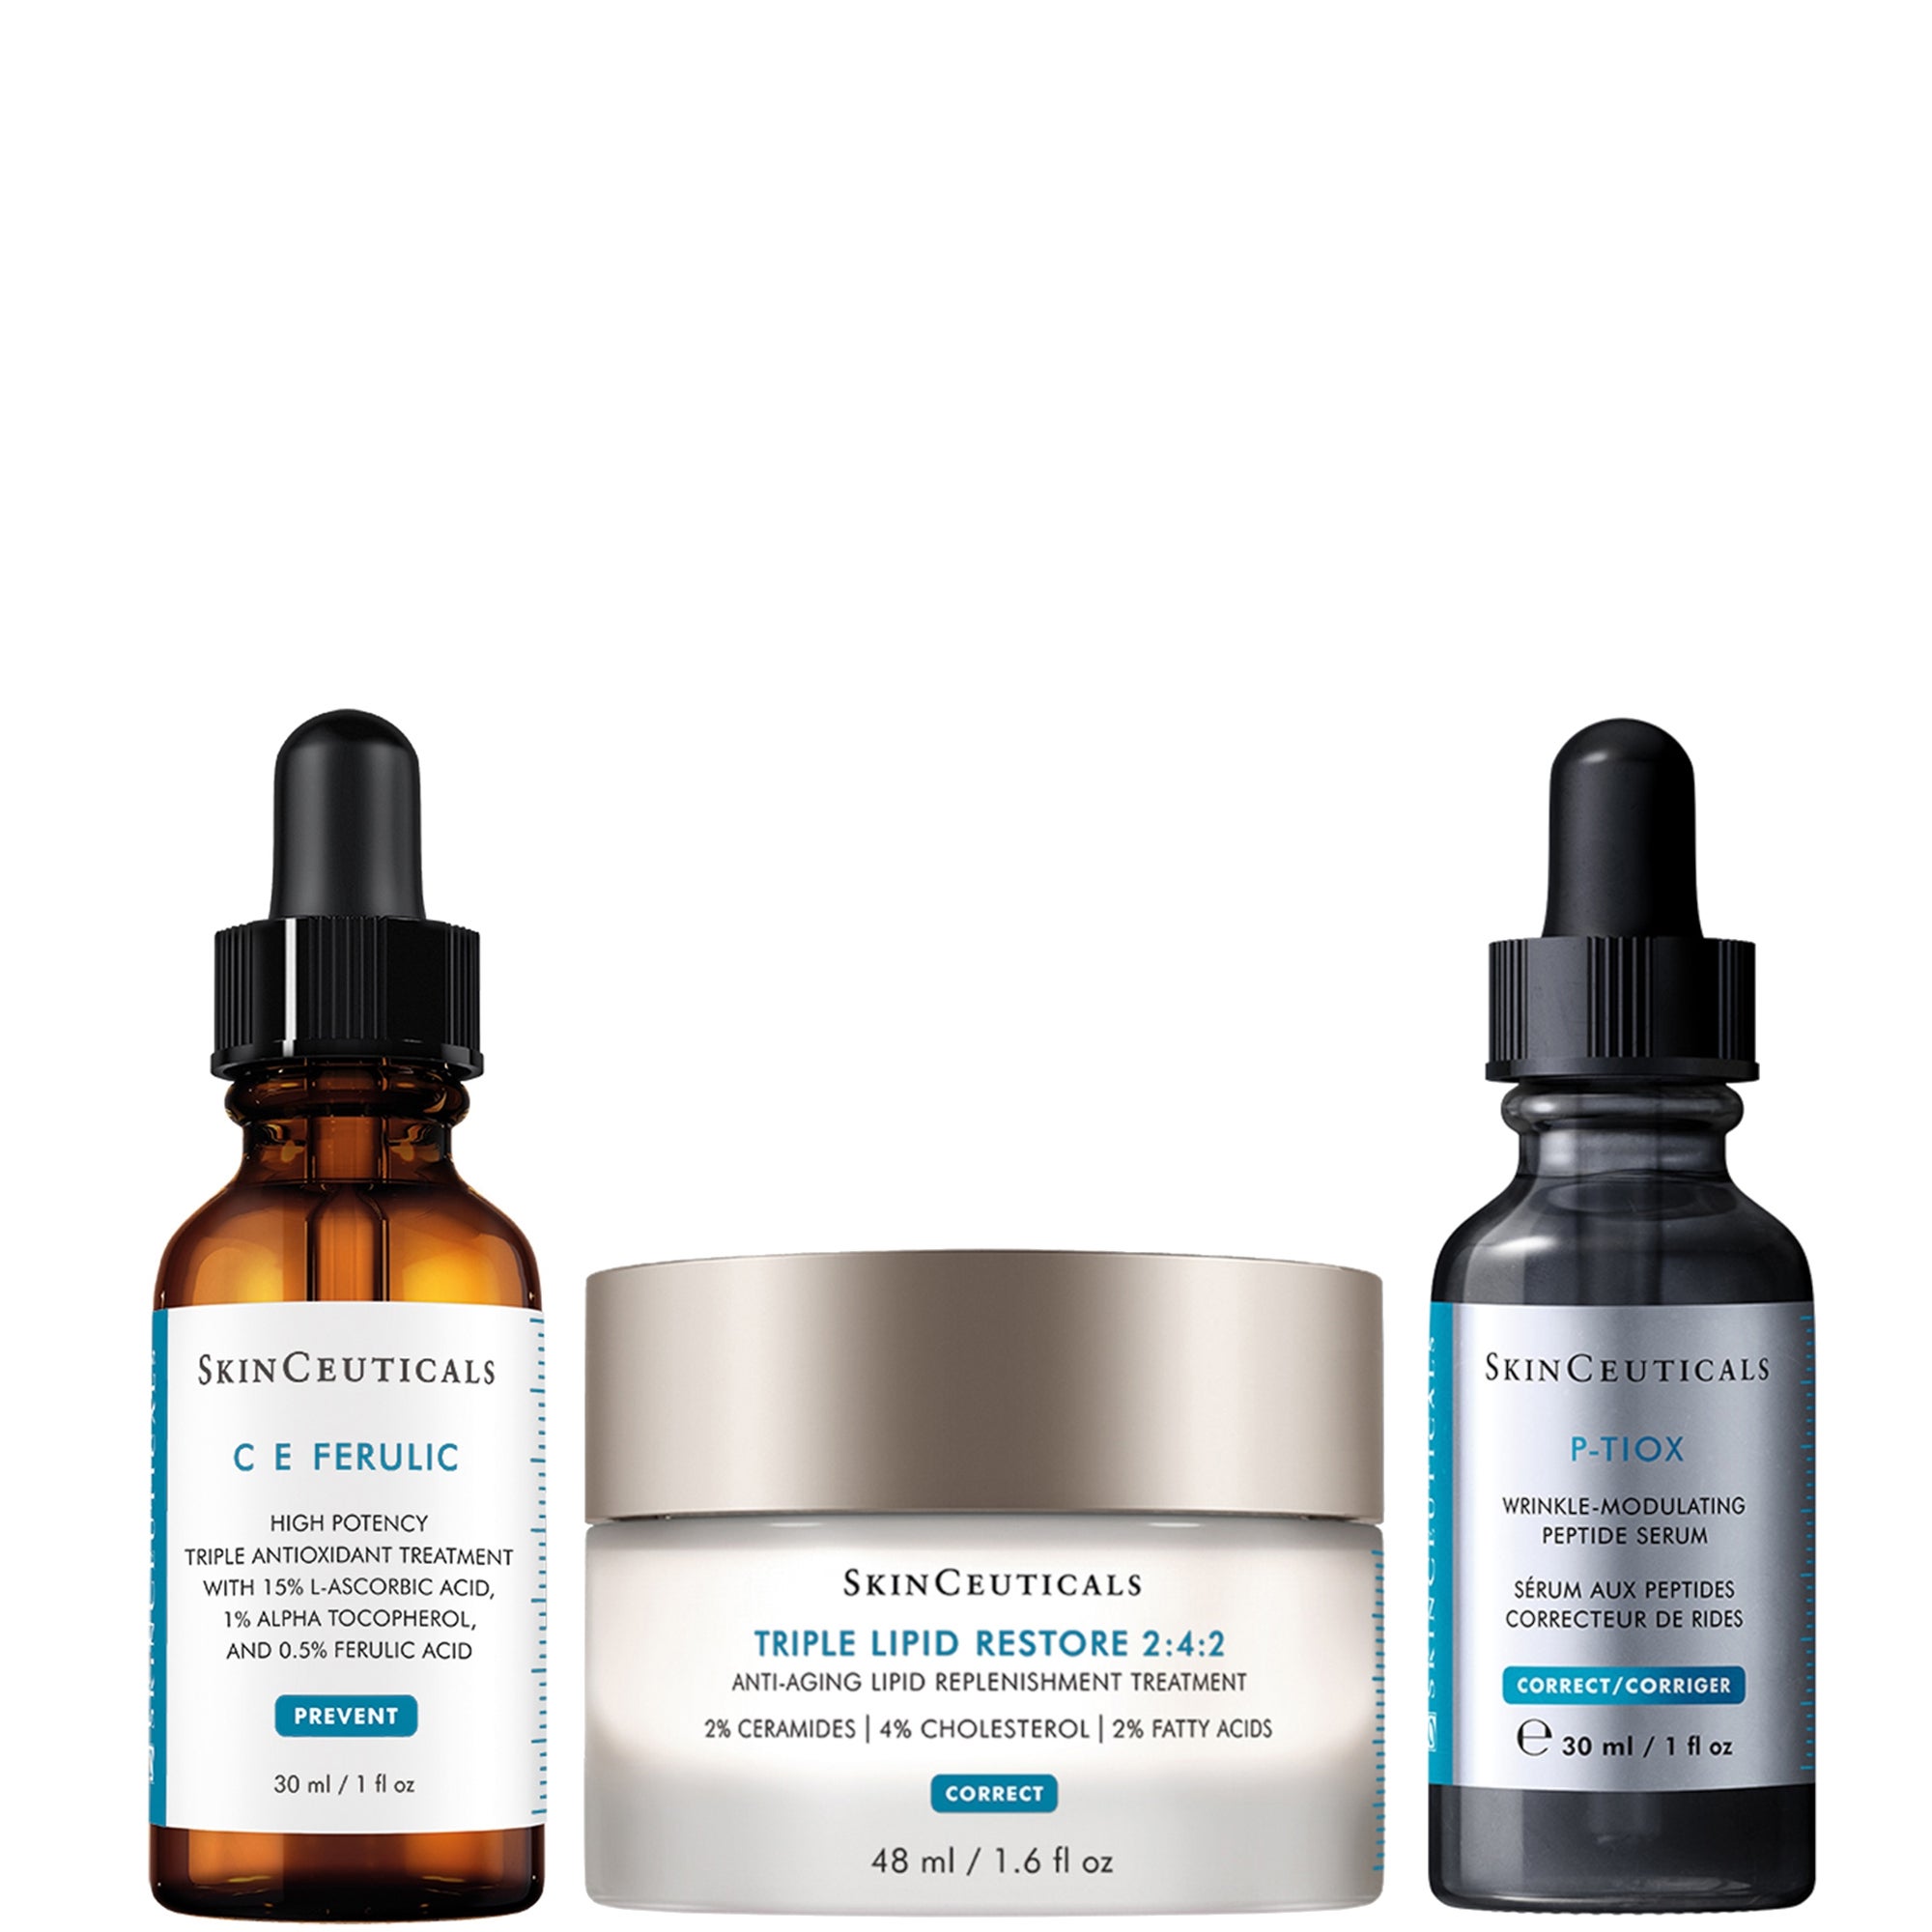 SKINCEUTICALS
C E FERULIC
HIGH POTENCY
TRIPLE ANTIOXIDANT TREATMENT
WITH 15% L-ASCORBIC ACID,
1% ALPHA TOCOPHEROL,
AND 0.5% FERULIC ACID
PREVENT
30 ml / 1 fl oz
SKINCEUTICALS
SKINCEUTICALS
TRIPLE LIPID RESTORE 2:4:2
ANTI-AGING LIPID REPLENISHMENT TREATMENT
2% CERAMIDES | 4% CHOLESTEROL | 2% FATTY ACIDS
CORRECT
48 ml / 1.6 fl oz
SKINCEUTICALS
P-TIOX
WRINKLE-MODULATING
PEPTIDE SERUM
SÉRUM AUX PEPTIDES
CORRECTEUR DE RIDES
CORRECT/CORRIGER
℮ 30 ml / 1 fl oz
SKINCEUTICALS